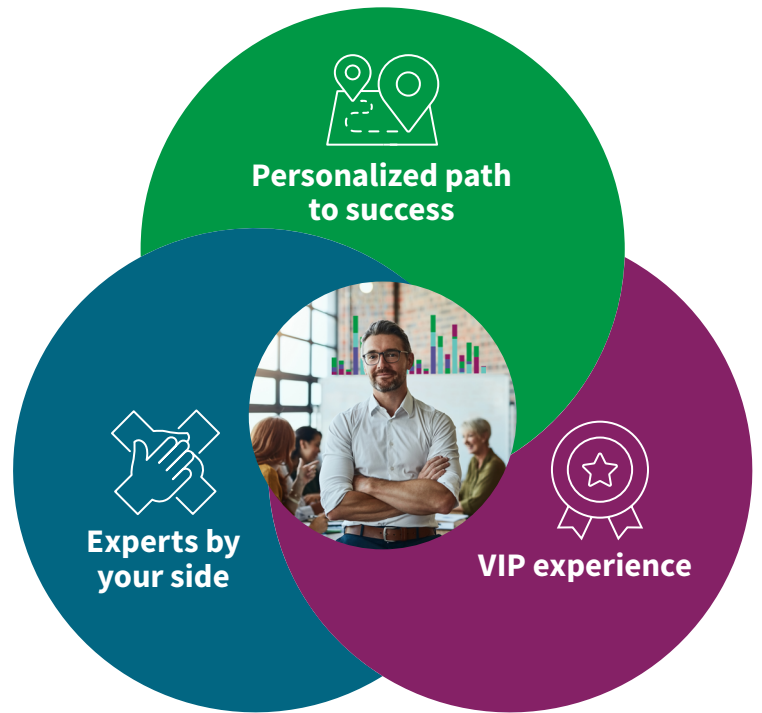 Personalized path
to success
Experts by
your side
VIP experience